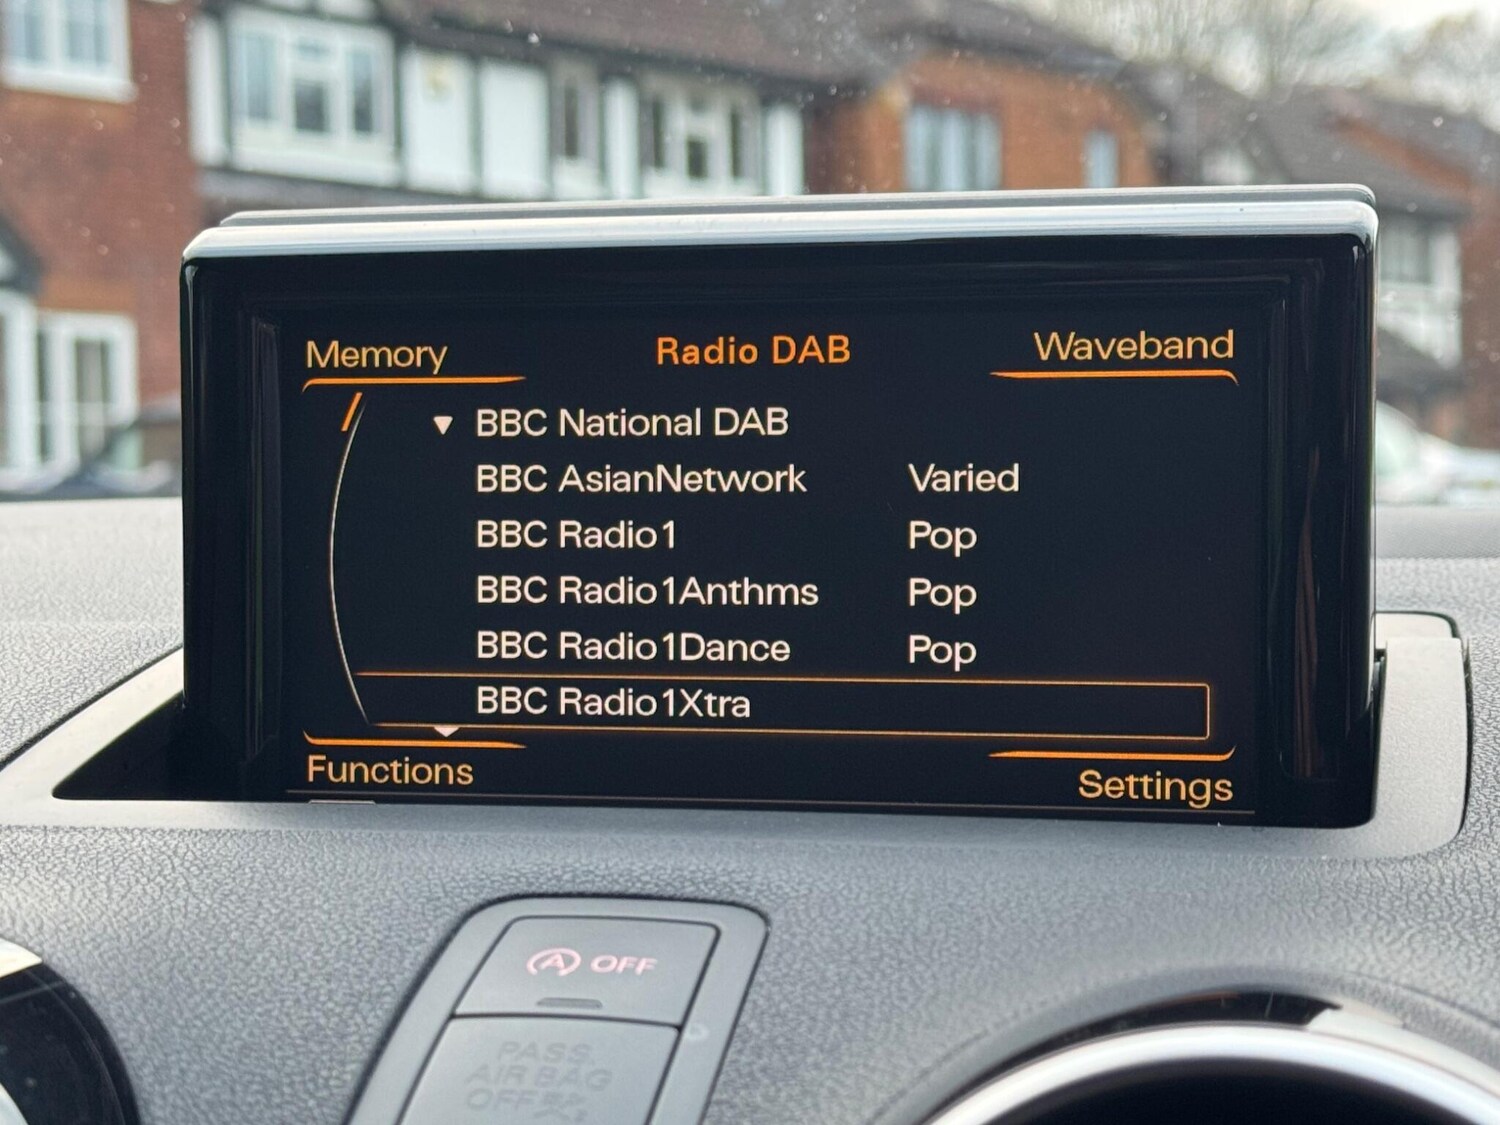 Memory Radio DAB Waveband
BBC National DAB
BBC AsianNetwork Varied
BBC Radio1 Pop
BBC Radio1Anthms Pop
BBC Radio1Dance Pop
BBC Radio1Xtra
Functions Settings
A OFF
PASS.
AIR BAG
OFF